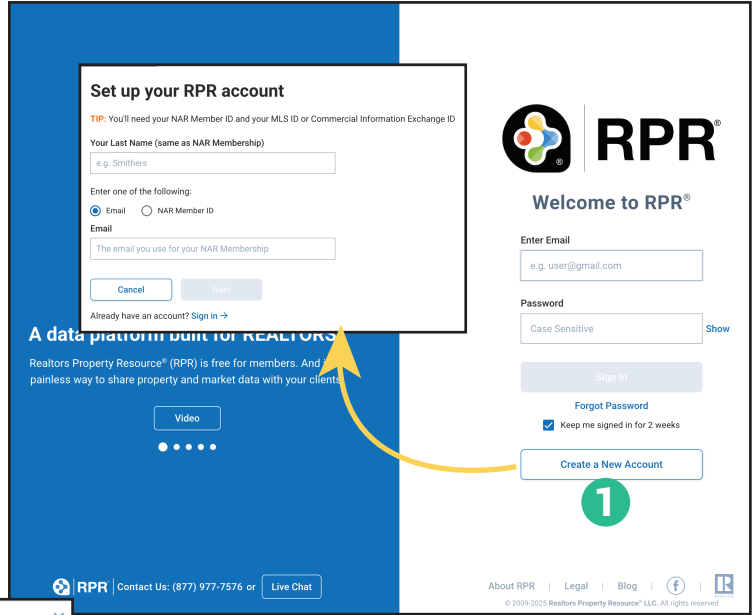 Set up your RPR account
TIP: You'll need your NAR Member ID and your MLS ID or Commercial Information Exchange ID
Your Last Name (same as NAR Membership)
e.g. Smithers
Enter one of the following:
Email NAR Member ID
Email
The email you use for your NAR Membership
Cancel Next
Already have an account? Sign in →
A data platform built for REALTORS
Realtors Property Resource® (RPR) is free for members. And
painless way to share property and market data with your clients
Video
RPR Contact Us: (877) 977-7576 or Live Chat
RPR®
Welcome to RPR®
Enter Email
e.g. user@gmail.com
Password
Case Sensitive Show
Sign In
Forgot Password
Keep me signed in for 2 weeks
Create a New Account
1
About RPR | Legal | Blog | f | R
REALTOR
© 2009-2025 Realtors Property Resource® LLC. All rights reserved